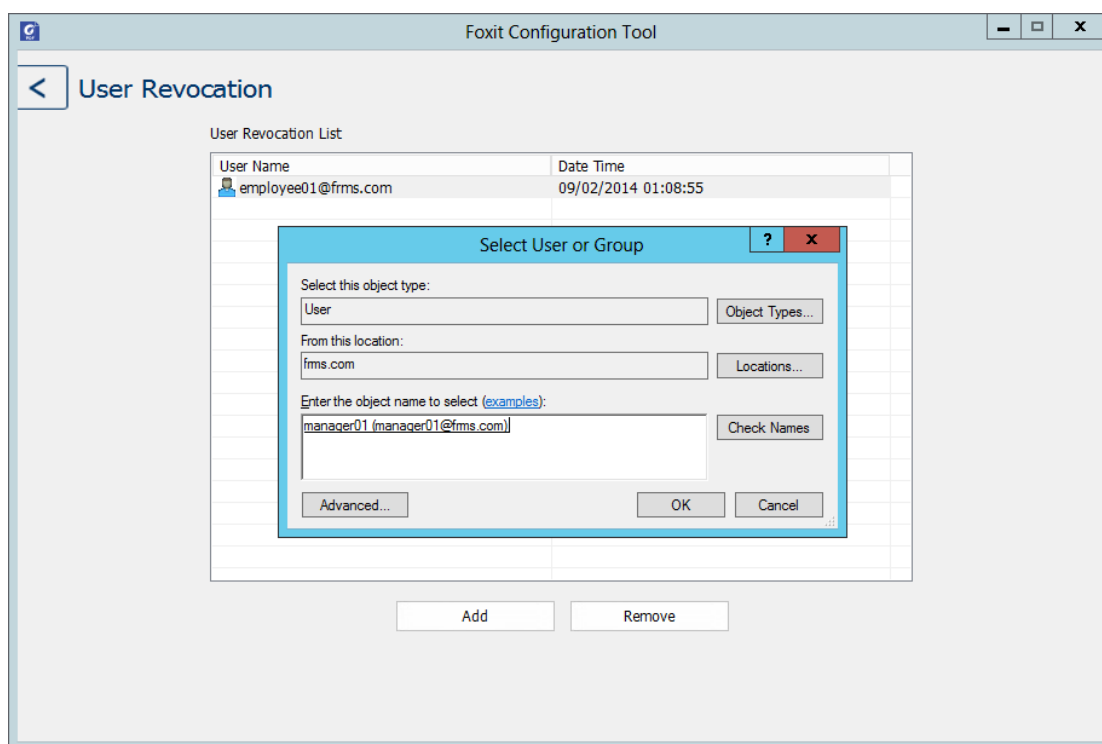 Foxit Configuration Tool
<
User Revocation
User Revocation List
User Name Date Time
employee01@frms.com 09/02/2014 01:08:55
Select User or Group ? x
Select this object type:
User Object Types...
From this location:
frms.com Locations...
Enter the object name to select (examples):
manager01 (manager01@frms.com) Check Names
Advanced... OK Cancel
Add Remove